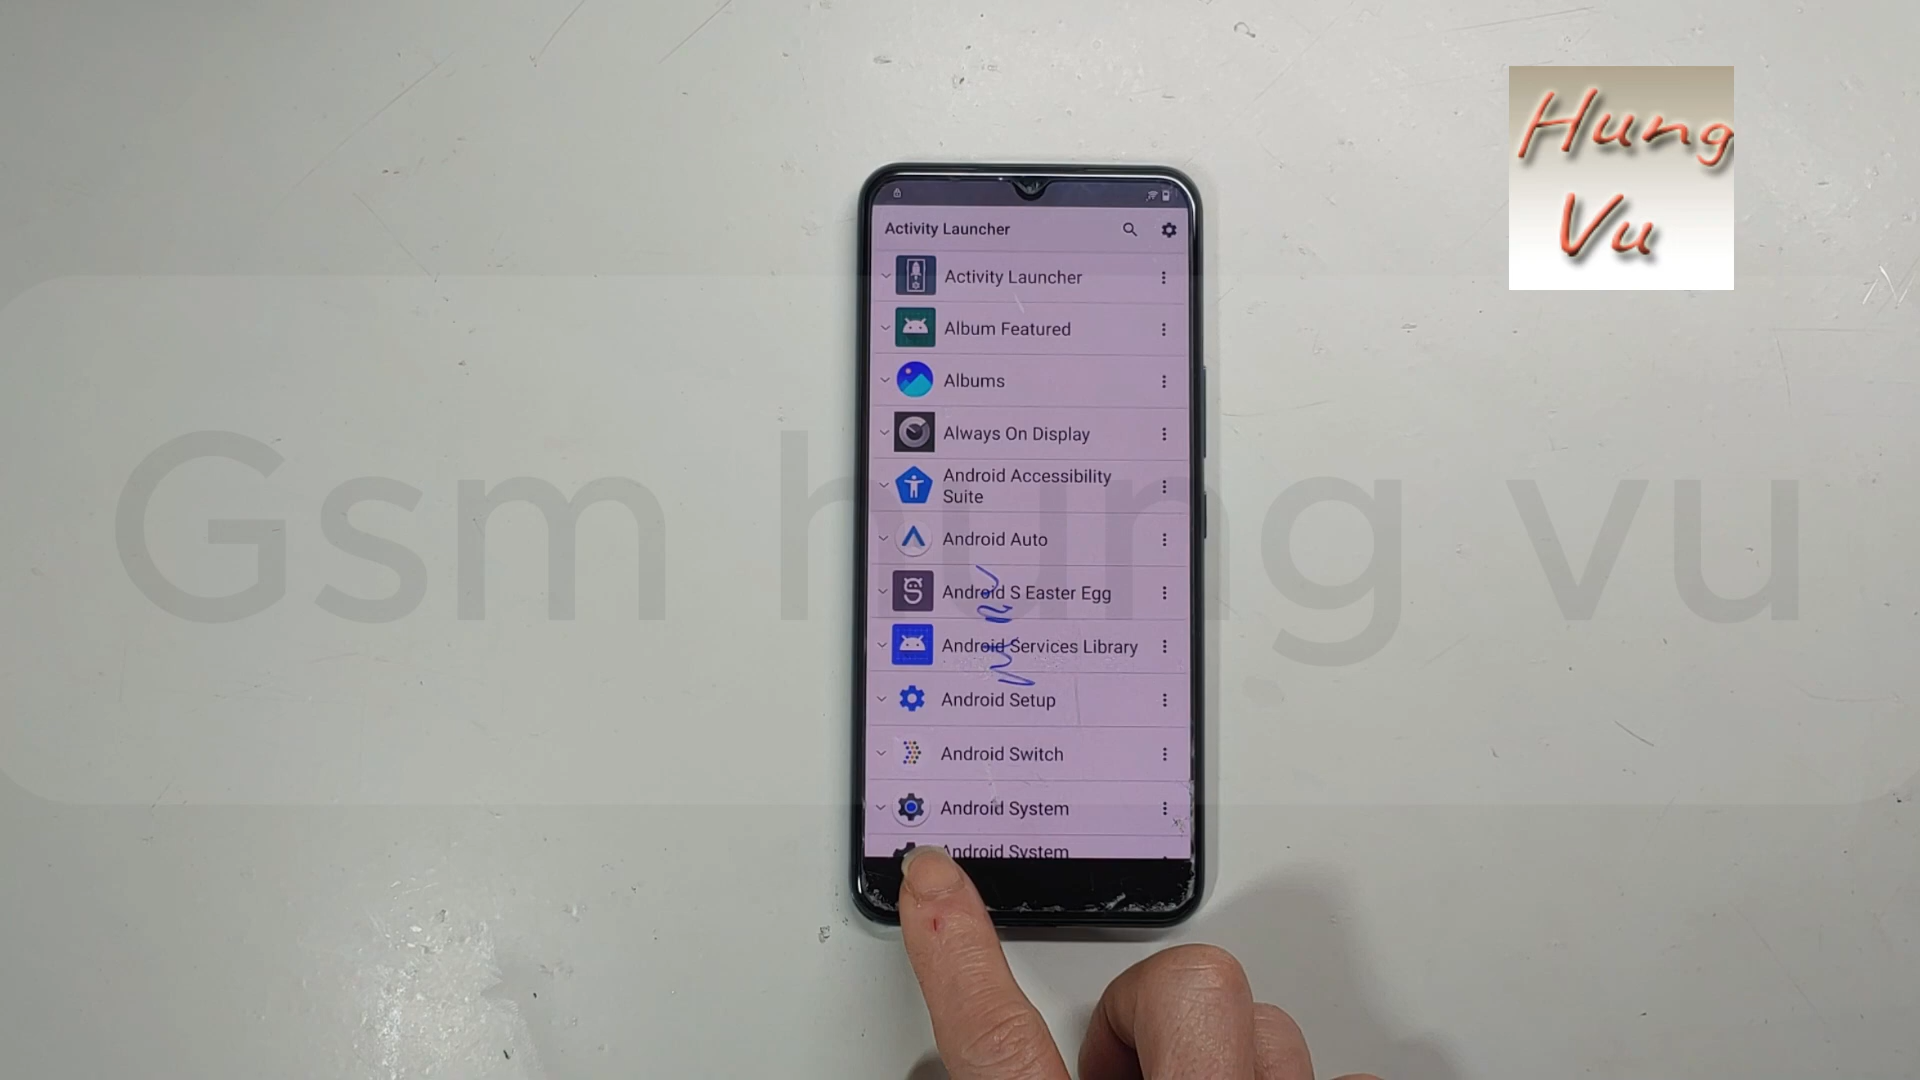 Hung
Vu
Activity Launcher
Activity Launcher
Album Featured
Albums
Always On Display
Android Accessibility
Suite
Android Auto
Android S Easter Egg
Android Services Library
Android Setup
Android Switch
Android System
Android System
Gsm hung vu